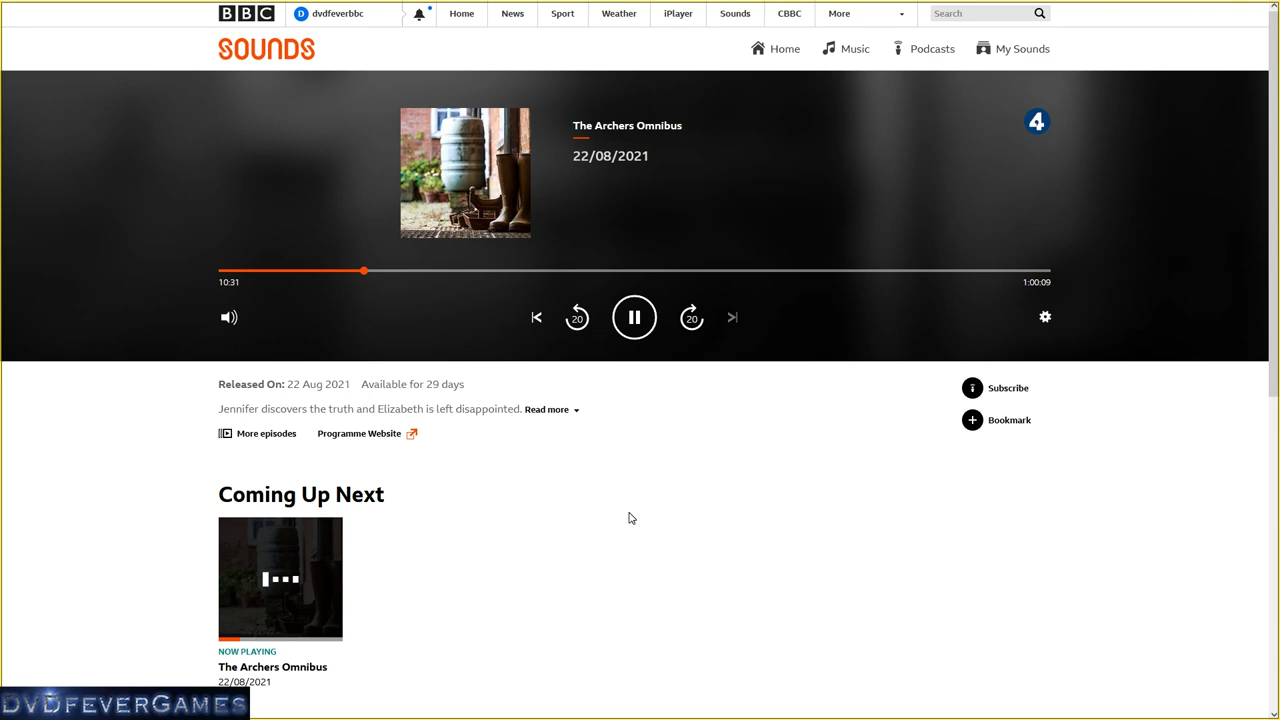 BBC D dvdfeverbbc Home News Sport Weather iPlayer Sounds CBBC More Search
SOUNDS Home Music Podcasts My Sounds
The Archers Omnibus 4
22/08/2021
10:31 1:00:09
20 20
Released On: 22 Aug 2021 Available for 29 days Subscribe
Jennifer discovers the truth and Elizabeth is left disappointed. Read more Bookmark
More episodes Programme Website
Coming Up Next
NOW PLAYING
The Archers Omnibus
22/08/2021
DVDFEVERGAMES